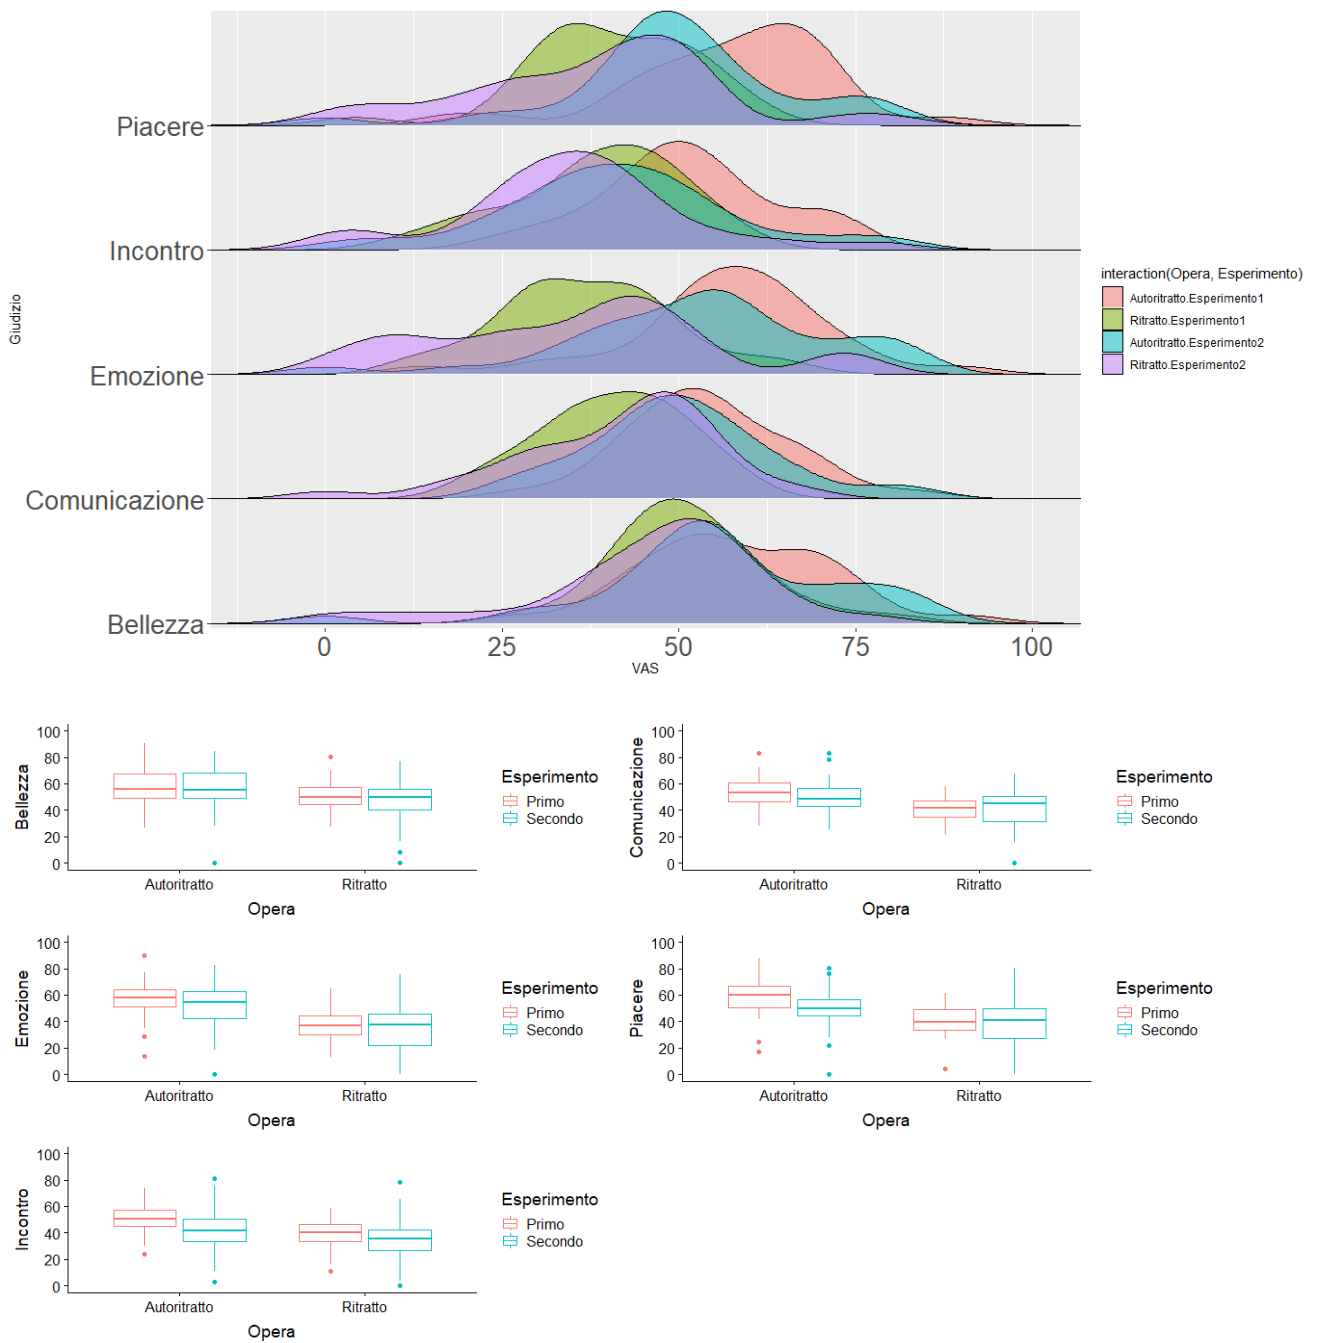 Piacere
Incontro
Emozione
Comunicazione
Bellezza
Giudizio
0 25 50 75 100
VAS
interaction(Opera, Esperimento)
Autoritratto.Esperimento1
Ritratto.Esperimento1
Autoritratto.Esperimento2
Ritratto.Esperimento2
Bellezza
100
80
60
40
20
0
Autoritratto Ritratto
Opera
Esperimento
Primo
Secondo
Comunicazione
100
80
60
40
20
0
Autoritratto Ritratto
Opera
Esperimento
Primo
Secondo
Emozione
100
80
60
40
20
0
Autoritratto Ritratto
Opera
Esperimento
Primo
Secondo
Piacere
100
80
60
40
20
0
Autoritratto Ritratto
Opera
Esperimento
Primo
Secondo
Incontro
100
80
60
40
20
0
Autoritratto Ritratto
Opera
Esperimento
Primo
Secondo